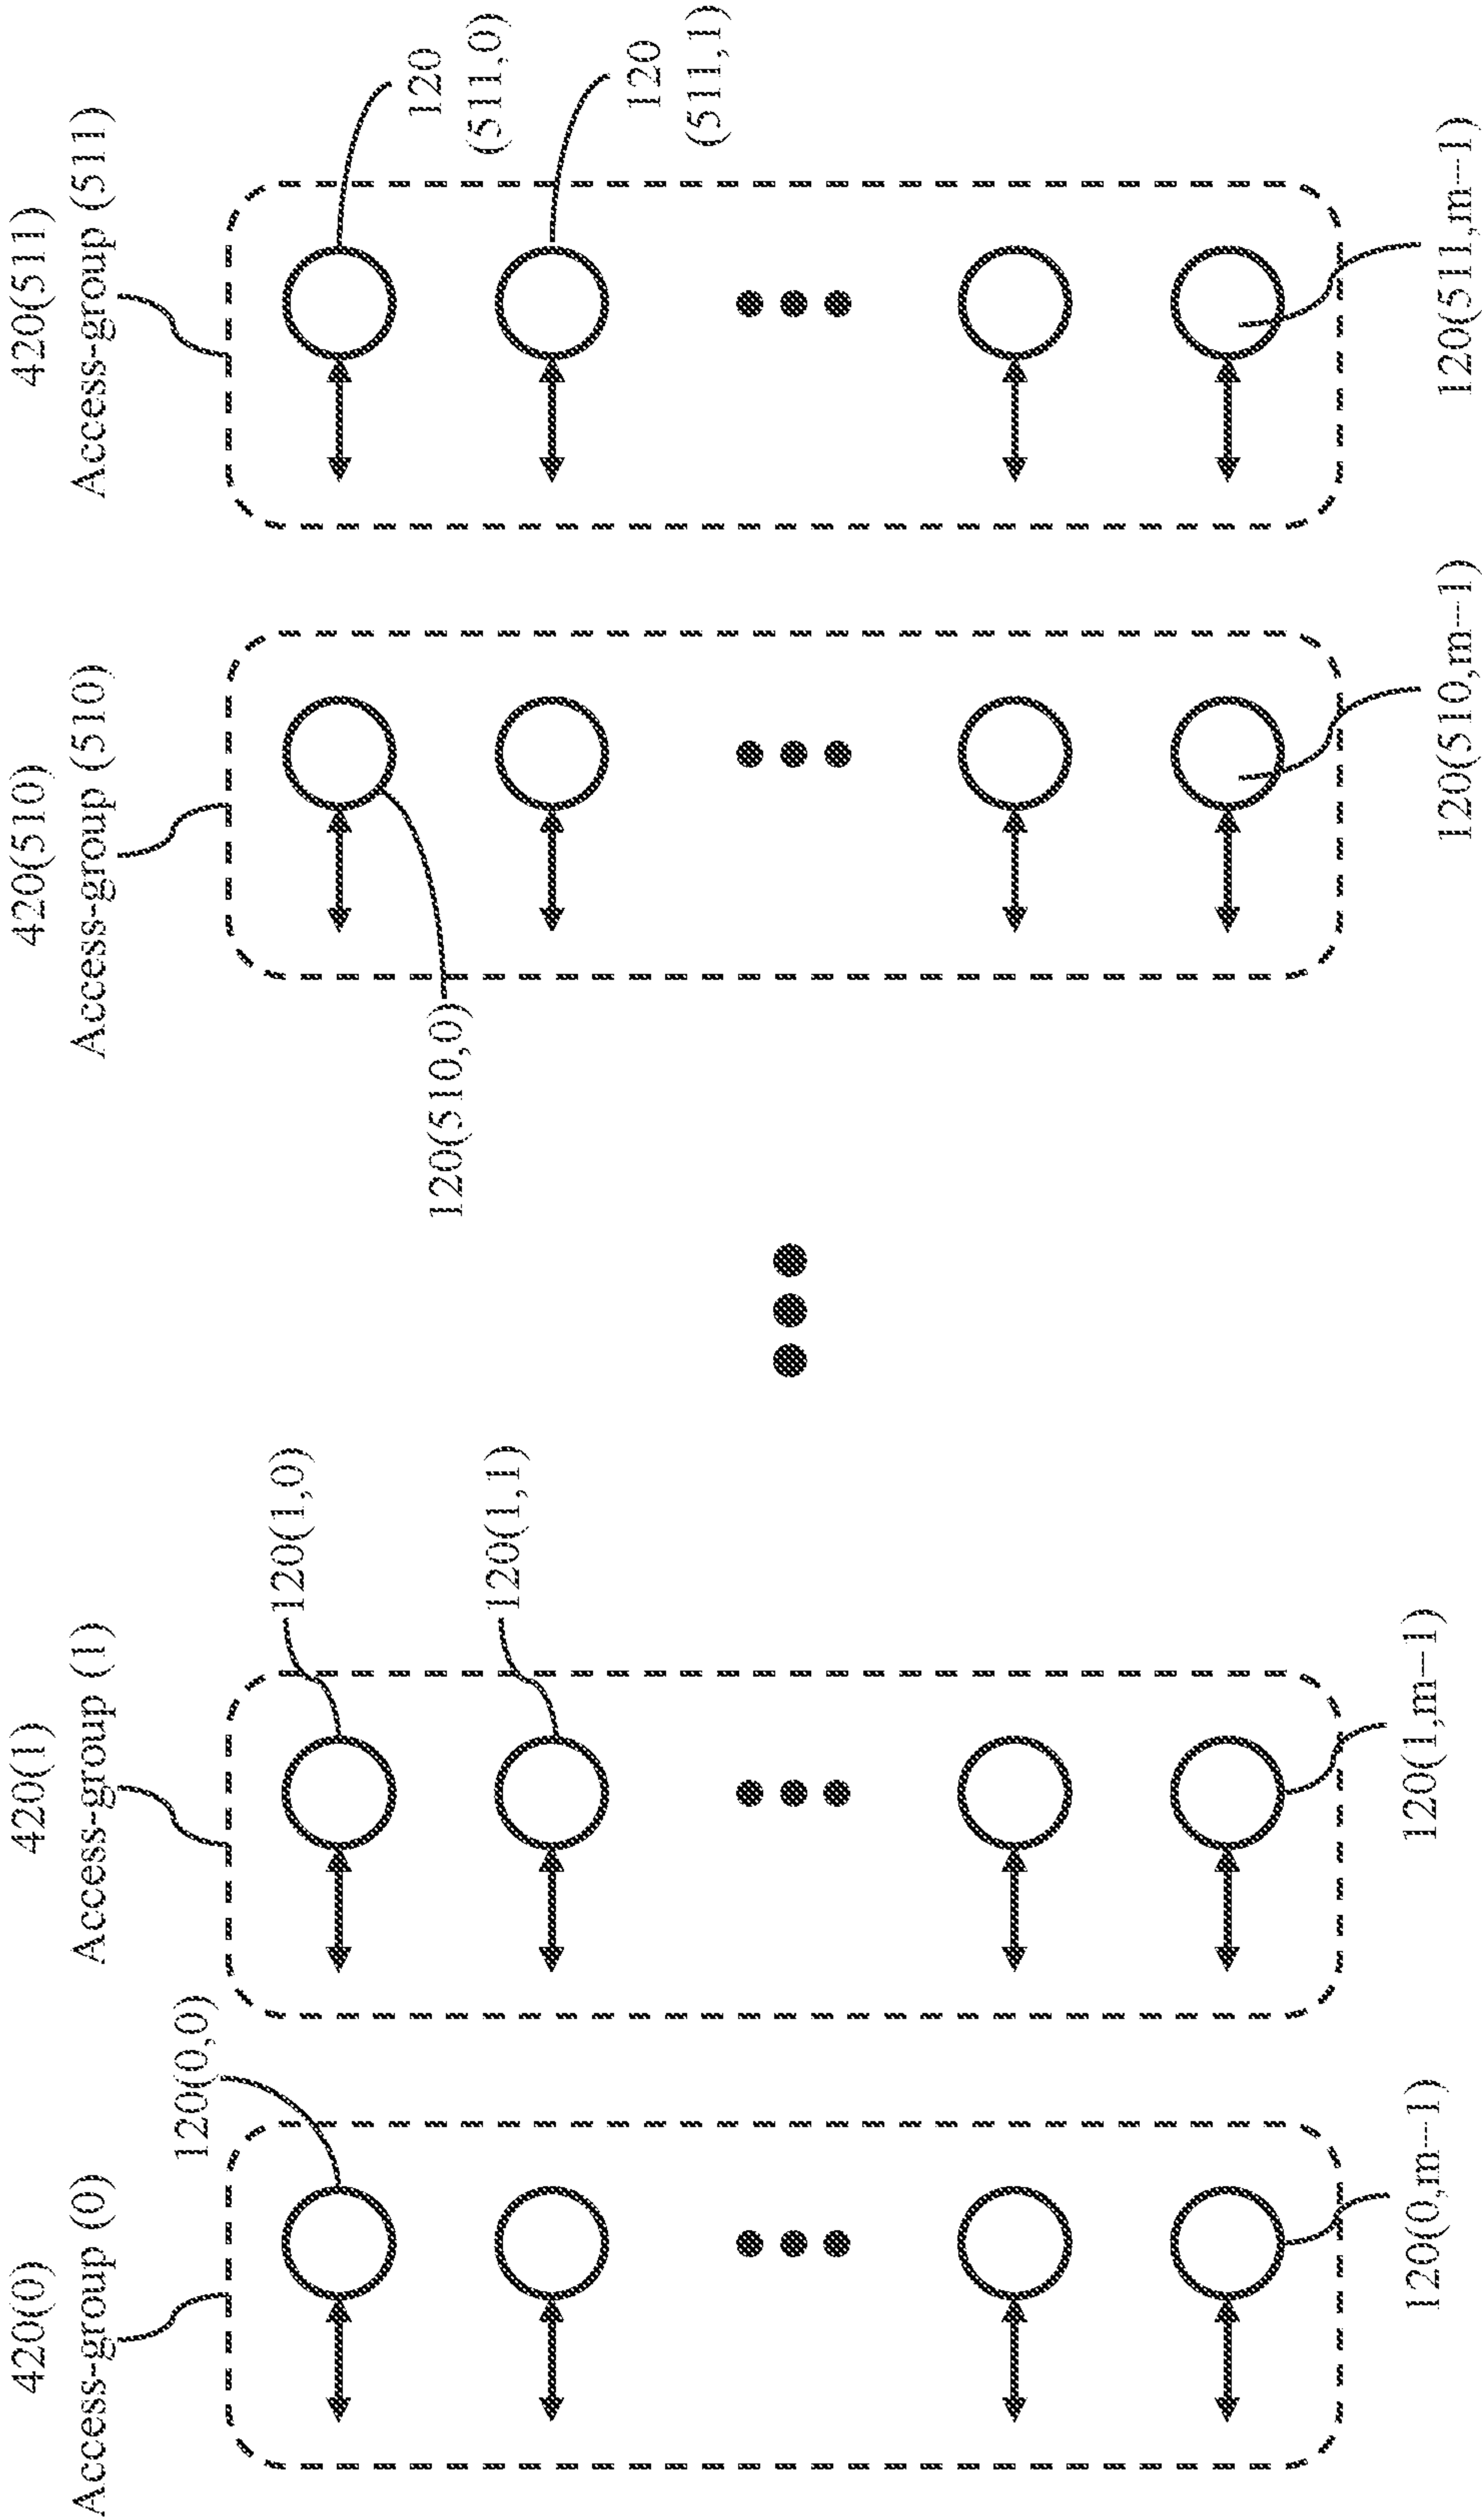 420(0)
Access-group (0)
420(1)
Access-group (1)
420(510)
Access-group (510)
420(511)
Access-group (511)
120(0,0)
120(1,0)
120(1,1)
120(510,0)
120
(511,0)
120
(511,1)
120(0,m-1)
120(1,m-1)
120(510,m-1)
120(511,m-1)